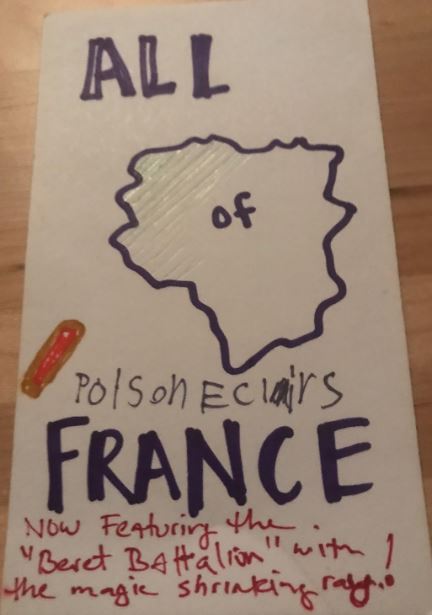 ALL
of
Poison Eclairs
FRANCE
Now Featuring the
"Beret Battalion" with
the magic shrinking ray!